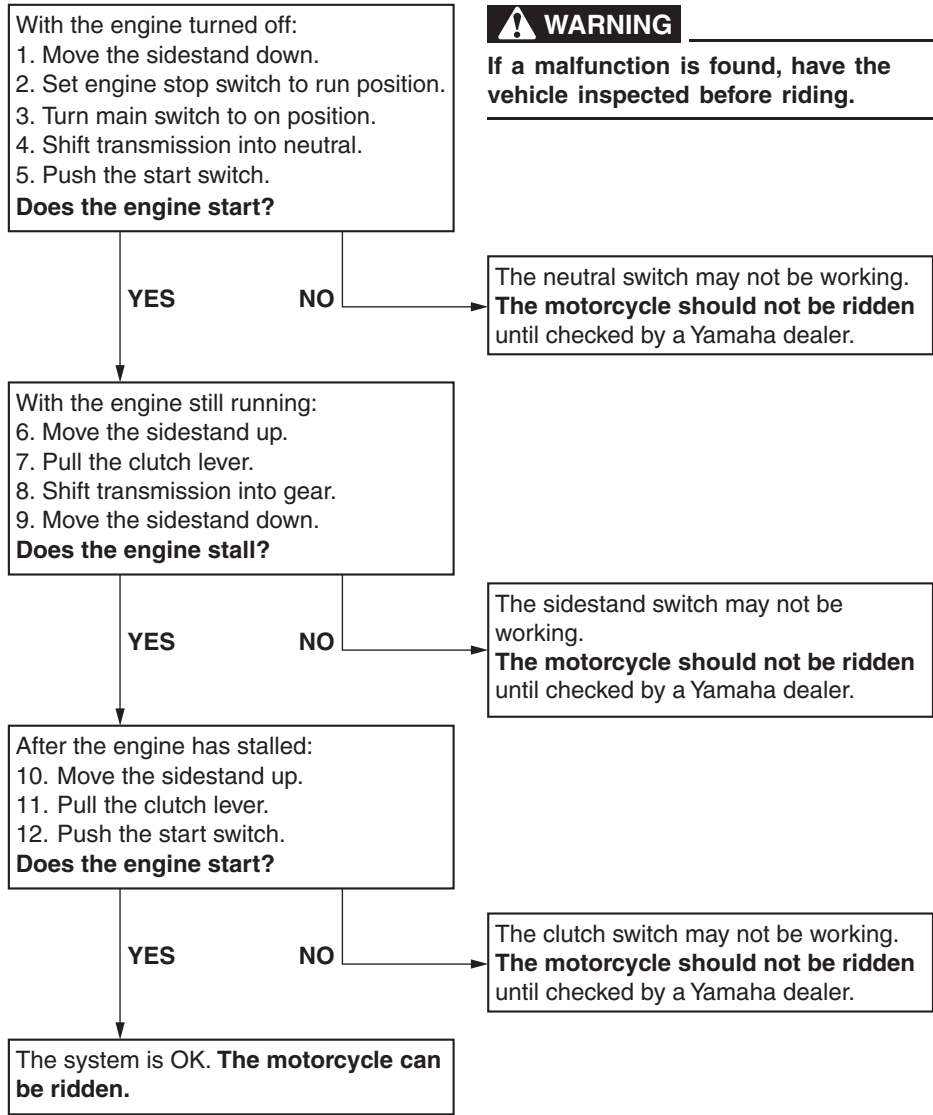 With the engine turned off:
1. Move the sidestand down.
2. Set engine stop switch to run position.
3. Turn main switch to on position.
4. Shift transmission into neutral.
5. Push the start switch.
Does the engine start?
WARNING
If a malfunction is found, have the
vehicle inspected before riding.
YES
NO
The neutral switch may not be working.
The motorcycle should not be ridden
until checked by a Yamaha dealer.
With the engine still running:
6. Move the sidestand up.
7. Pull the clutch lever.
8. Shift transmission into gear.
9. Move the sidestand down.
Does the engine stall?
YES
NO
The sidestand switch may not be
working.
The motorcycle should not be ridden
until checked by a Yamaha dealer.
After the engine has stalled:
10. Move the sidestand up.
11. Pull the clutch lever.
12. Push the start switch.
Does the engine start?
YES
NO
The clutch switch may not be working.
The motorcycle should not be ridden
until checked by a Yamaha dealer.
The system is OK. The motorcycle can
be ridden.